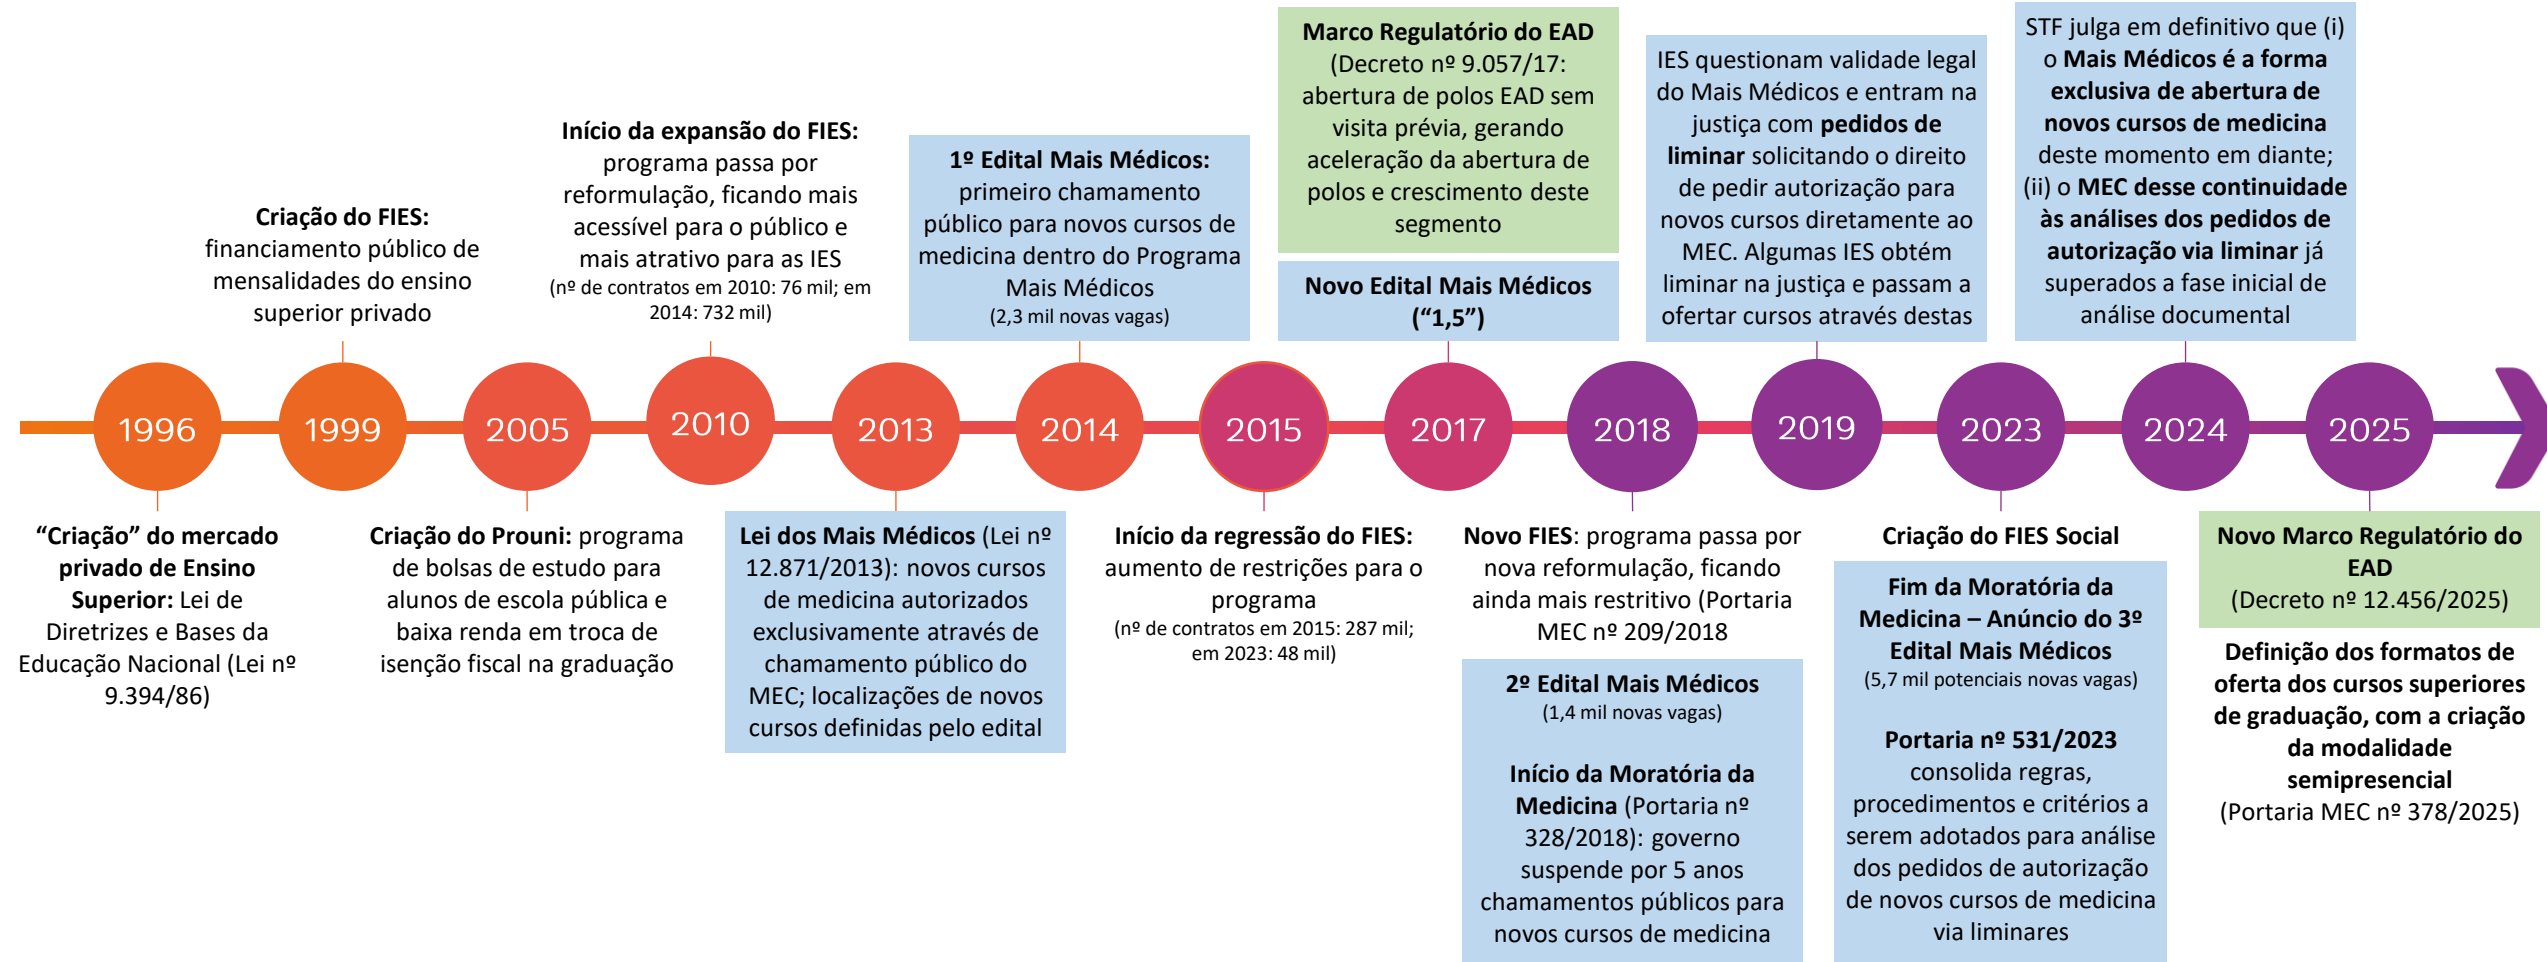 “Criação” do mercado
privado de Ensino
Superior: Lei de
Diretrizes e Bases da
Educação Nacional (Lei nº
9.394/86)
1996
Criação do FIES:
financiamento público de
mensalidades do ensino
superior privado
1999
Criação do Prouni: programa
de bolsas de estudo para
alunos de escola pública e
baixa renda em troca de
isenção fiscal na graduação
2005
Início da expansão do FIES:
programa passa por
reformulação, ficando mais
acessível para o público e
mais atrativo para as IES
(nº de contratos em 2010: 76 mil; em
2014: 732 mil)
2010
Lei dos Mais Médicos (Lei nº
12.871/2013): novos cursos
de medicina autorizados
exclusivamente através de
chamamento público do
MEC; localizações de novos
cursos definidas pelo edital
2013
1º Edital Mais Médicos:
primeiro chamamento
público para novos cursos de
medicina dentro do Programa
Mais Médicos
(2,3 mil novas vagas)
2014
Início da regressão do FIES:
aumento de restrições para o
programa
(nº de contratos em 2015: 287 mil;
em 2023: 48 mil)
2015
Marco Regulatório do EAD
(Decreto nº 9.057/17:
abertura de polos EAD sem
visita prévia, gerando
aceleração da abertura de
polos e crescimento deste
segmento
Novo Edital Mais Médicos
(“1,5”)
2017
Novo FIES: programa passa por
nova reformulação, ficando
ainda mais restritivo (Portaria
MEC nº 209/2018
2º Edital Mais Médicos
(1,4 mil novas vagas)
Início da Moratória da
Medicina (Portaria nº
328/2018): governo
suspende por 5 anos
chamamentos públicos para
novos cursos de medicina
2018
IES questionam validade legal
do Mais Médicos e entram na
justiça com pedidos de
liminar solicitando o direito
de pedir autorização para
novos cursos diretamente ao
MEC. Algumas IES obtém
liminar na justiça e passam a
ofertar cursos através destas
2019
Criação do FIES Social
Fim da Moratória da
Medicina – Anúncio do 3º
Edital Mais Médicos
(5,7 mil potenciais novas vagas)
Portaria nº 531/2023
consolida regras,
procedimentos e critérios a
serem adotados para análise
dos pedidos de autorização
de novos cursos de medicina
via liminares
2023
STF julga em definitivo que (i)
o Mais Médicos é a forma
exclusiva de abertura de
novos cursos de medicina
deste momento em diante;
(ii) o MEC desse continuidade
às análises dos pedidos de
autorização via liminar já
superados a fase inicial de
análise documental
2024
Novo Marco Regulatório do
EAD
(Decreto nº 12.456/2025)
Definição dos formatos de
oferta dos cursos superiores
de graduação, com a criação
da modalidade
semipresencial
(Portaria MEC nº 378/2025)
2025